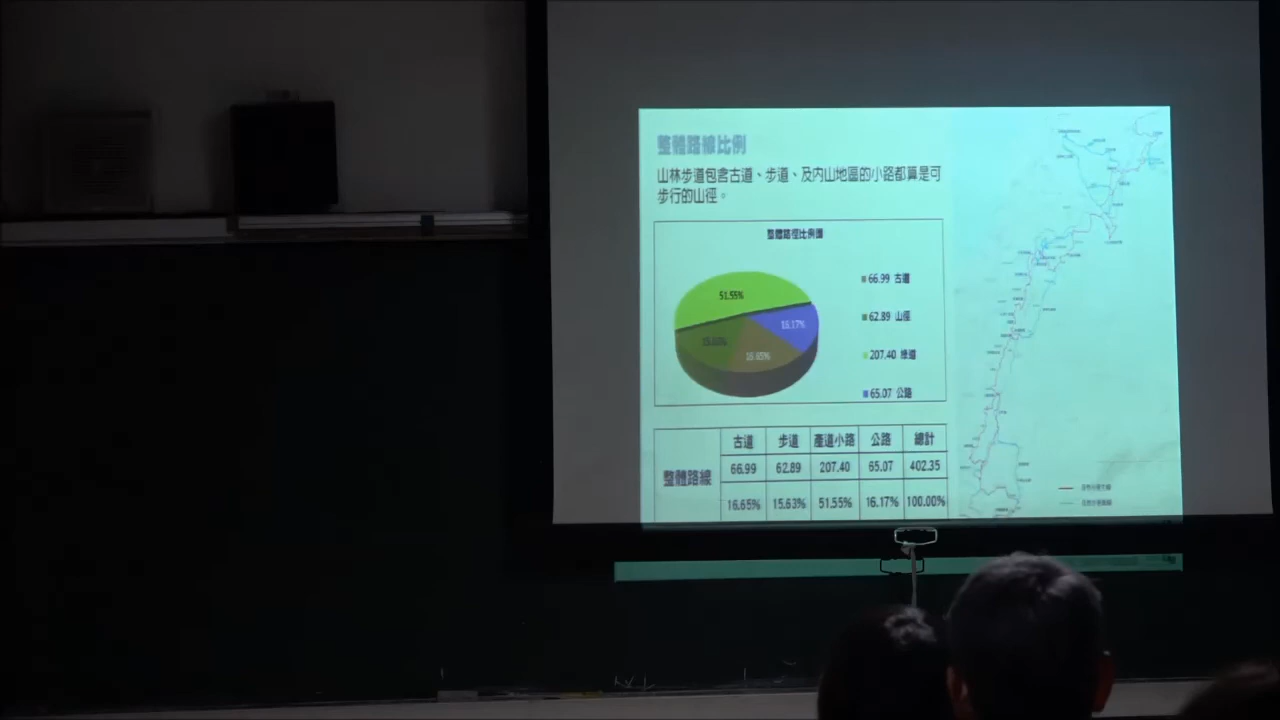 整體路線比例
山林步道包含古道、步道、及內山地區的小路都算是可
步行的山徑。
整體路徑比例圖
51.55%
16.17%
15.63%
16.65%
66.99 古道
62.89 山徑
207.40 綠道
65.07 公路
古道 步道 產道小路 公路 總計
整體路線
66.99 62.89 207.40 65.07 402.35
16.65% 15.63% 51.55% 16.17% 100.00%